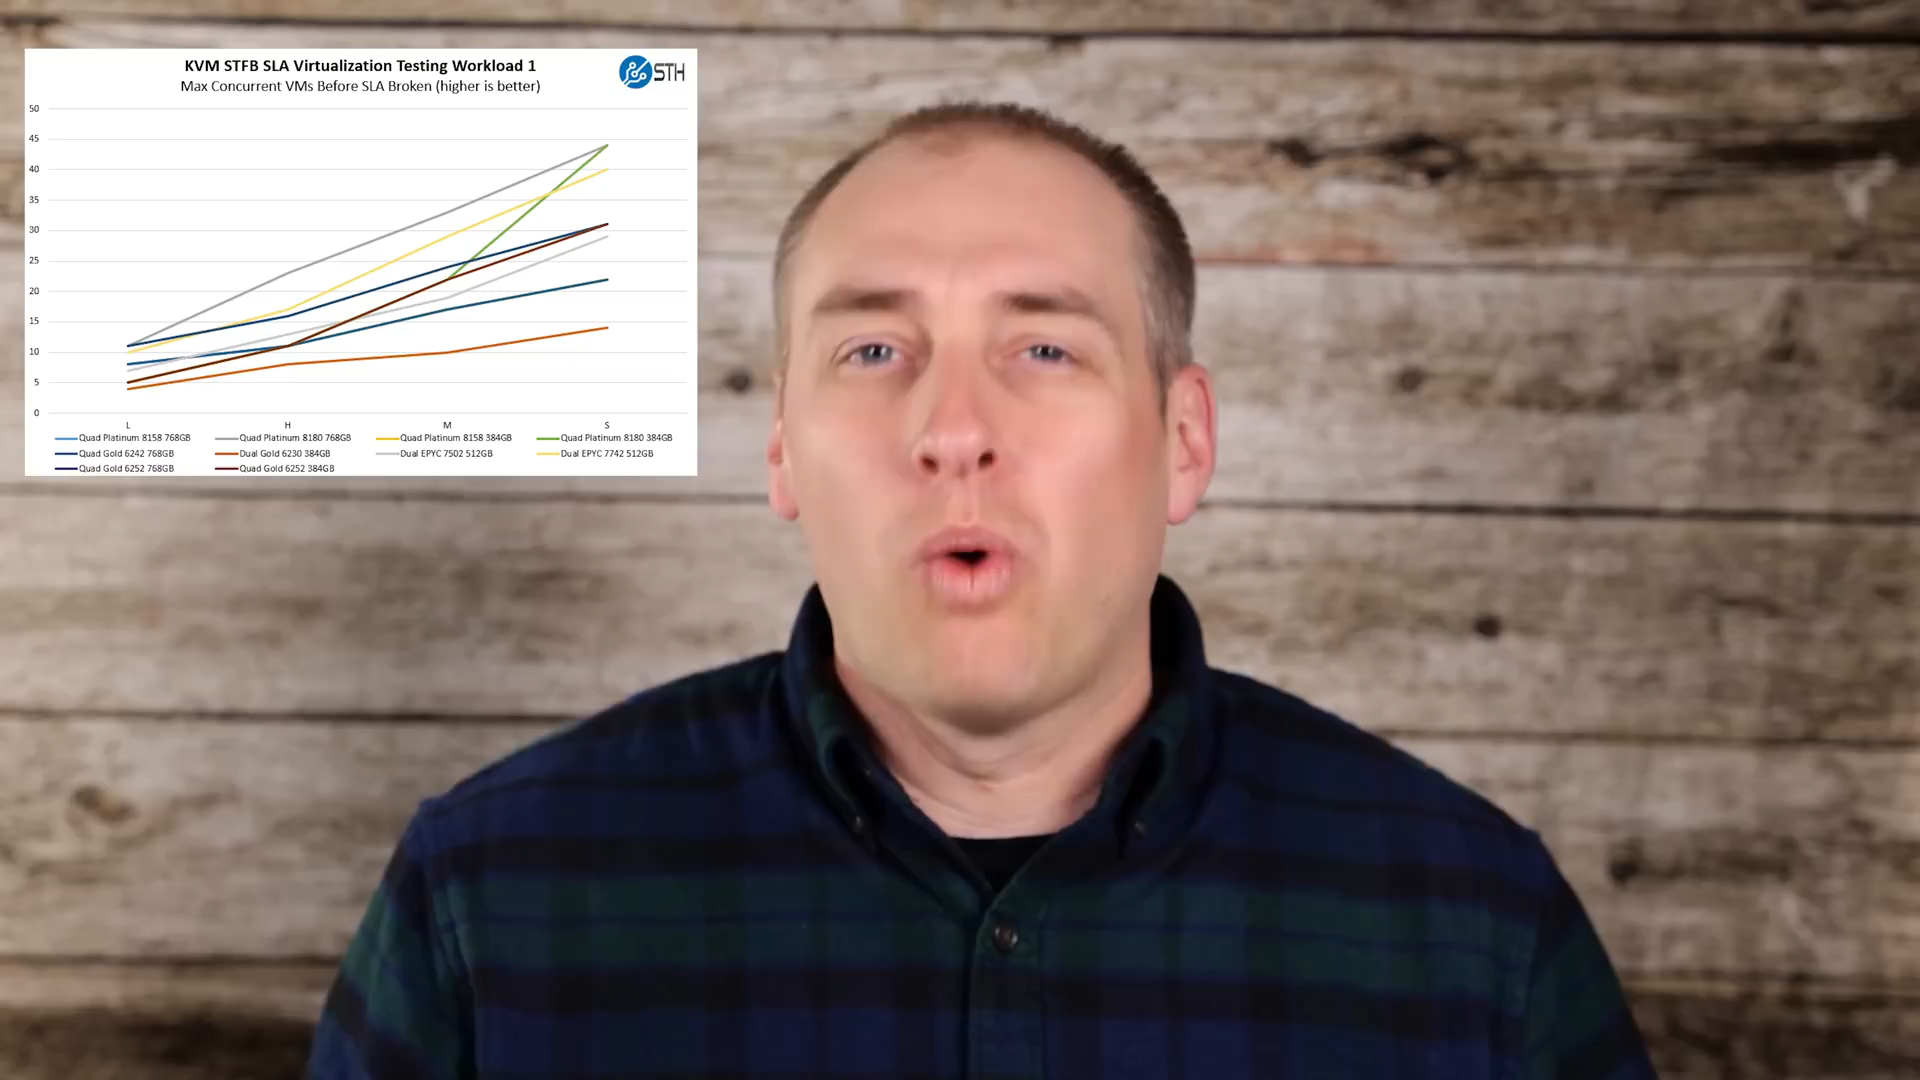 KVM STFB SLA Virtualization Testing Workload 1
Max Concurrent VMs Before SLA Broken (higher is better)
STH
50
45
40
35
30
25
20
15
10
5
0
L H M S
Quad Platinum 8158 768GB Quad Platinum 8180 768GB Quad Platinum 8158 384GB Quad Platinum 8180 384GB
Quad Gold 6242 768GB Dual Gold 6230 384GB Dual EPYC 7502 512GB Dual EPYC 7742 512GB
Quad Gold 6252 768GB Quad Gold 6252 384GB